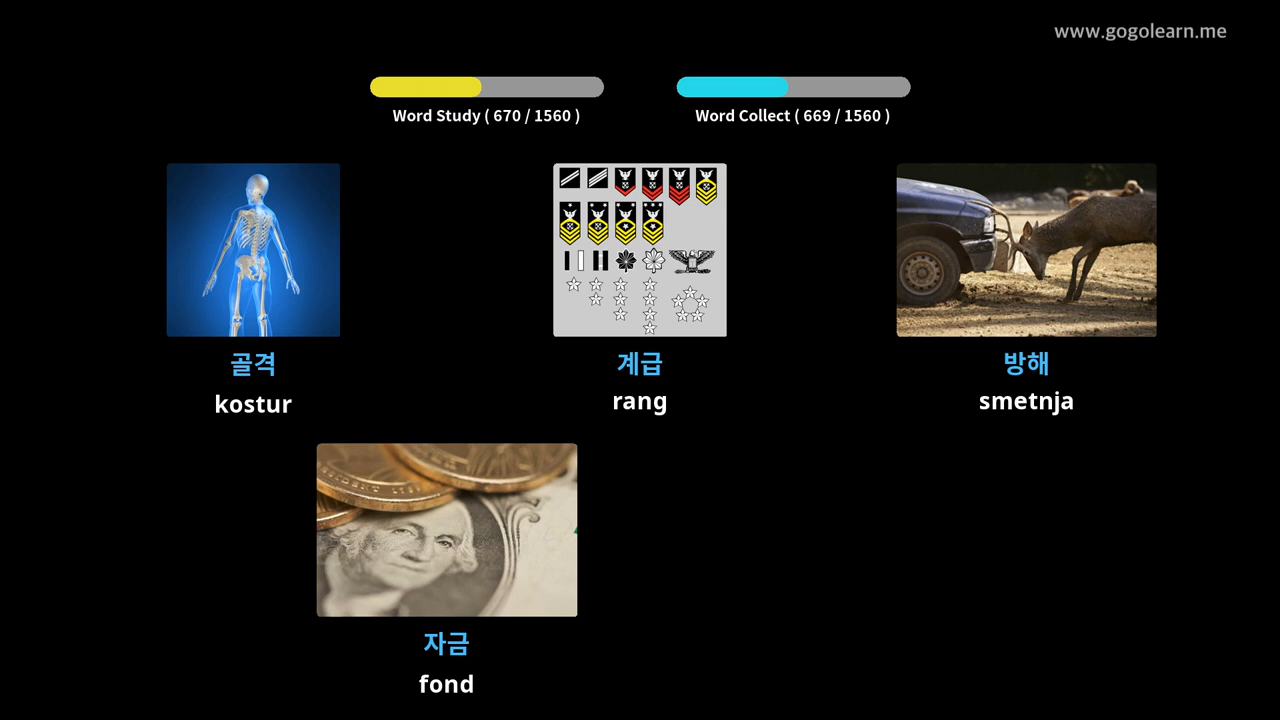 www.gogolearn.me
Word Study ( 670 / 1560 )
Word Collect ( 669 / 1560 )
골격
kostur
계급
rang
방해
smetnja
자금
fond